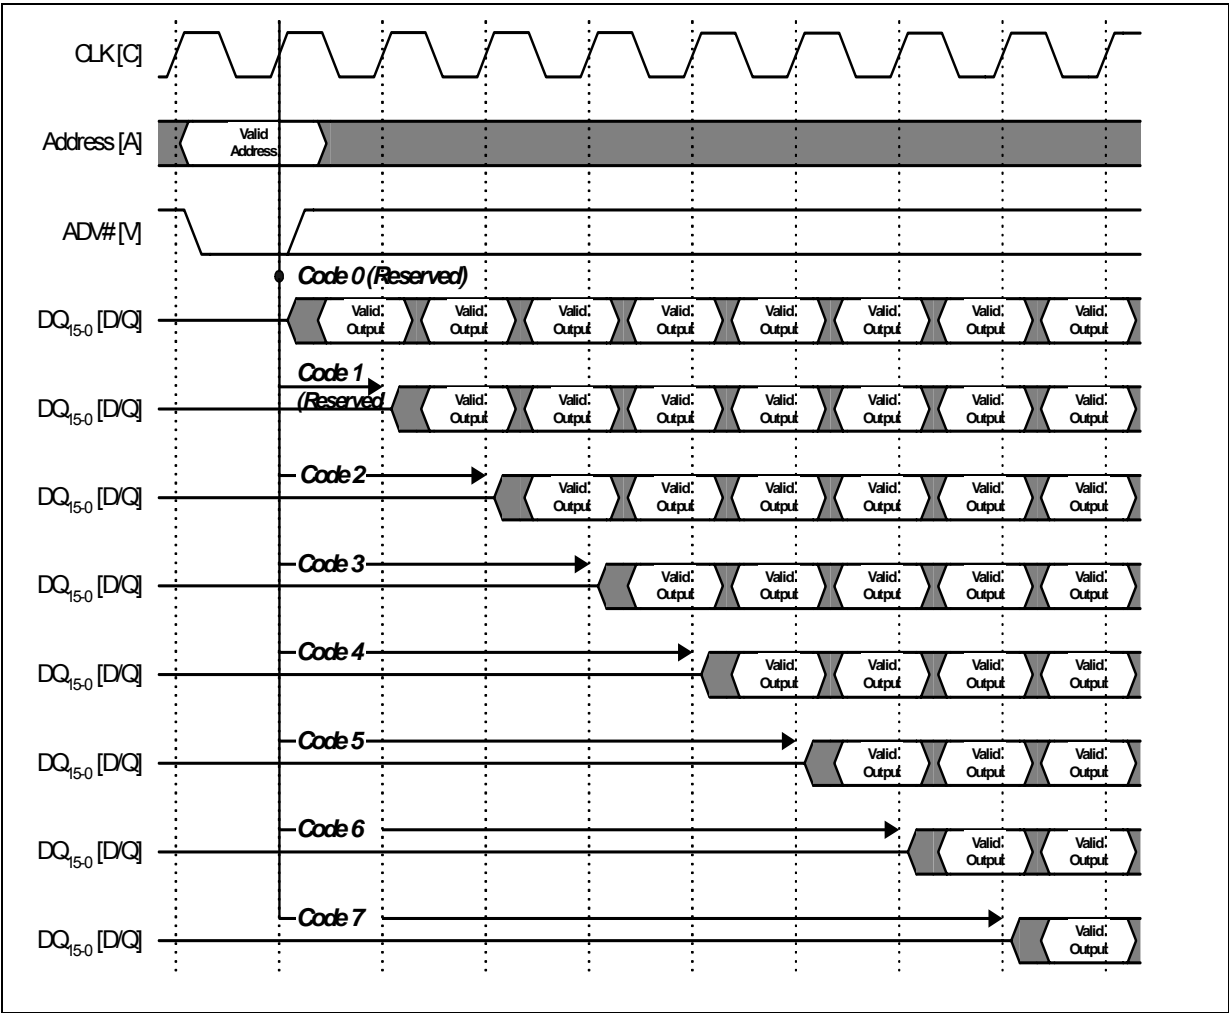 CLK [C]
Address [A]
Valid
Address
ADV# [V]
Code 0 (Reserved)
DQ15-0 [D/Q]
Valid Output Valid Output Valid Output Valid Output Valid Output Valid Output Valid Output Valid Output
Code 1
(Reserved
DQ15-0 [D/Q]
Valid Output Valid Output Valid Output Valid Output Valid Output Valid Output Valid Output
Code 2
DQ15-0 [D/Q]
Valid Output Valid Output Valid Output Valid Output Valid Output Valid Output
Code 3
DQ15-0 [D/Q]
Valid Output Valid Output Valid Output Valid Output Valid Output
Code 4
DQ15-0 [D/Q]
Valid Output Valid Output Valid Output Valid Output
Code 5
DQ15-0 [D/Q]
Valid Output Valid Output Valid Output
Code 6
DQ15-0 [D/Q]
Valid Output Valid Output
Code 7
DQ15-0 [D/Q]
Valid Output